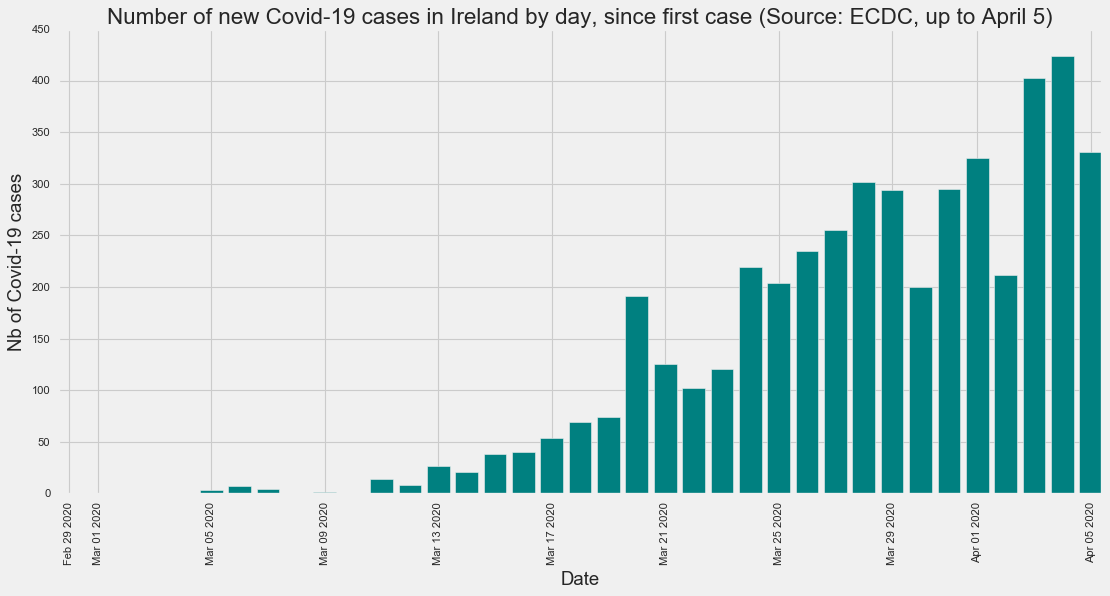 Number of new Covid-19 cases in Ireland by day, since first case (Source: ECDC, up to April 5)
450
400
350
300
250
200
150
100
50
0
Nb of Covid-19 cases
Feb 29 2020
Mar 01 2020
Mar 05 2020
Mar 09 2020
Mar 13 2020
Mar 17 2020
Mar 21 2020
Mar 25 2020
Mar 29 2020
Apr 01 2020
Apr 05 2020
Date